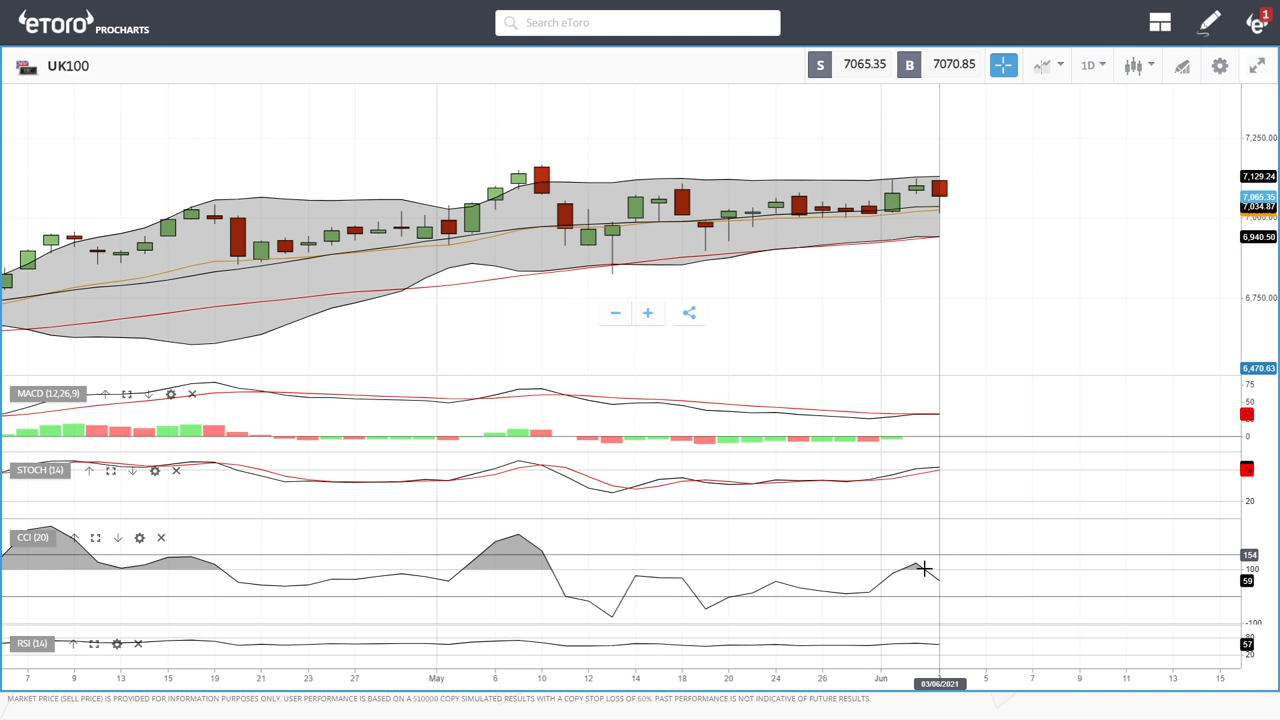 eToro PROCHARTS
Search eToro
1
UK100
S 7065.35 B 7070.85
1D
7,250.00
7,129.24
7,065.35
7,034.87
6,940.50
6,750.00
6,470.63
MACD (12,26,9)
75
50
0
STOCH (14)
20
CCI (20)
154
100
59
-100
RSI (14)
80
57
20
7 9 13 15 19 21 23 27 May 6 10 12 14 18 20 24 26 Jun 3 5 7 9 11 13 15
03/06/2021
MARKET PRICE (SELL PRICE) IS PROVIDED FOR INFORMATION PURPOSES ONLY. USER PERFORMANCE IS BASED ON A $10000 COPY SIMULATED RESULTS WITH A COPY STOP LOSS OF 60%. PAST PERFORMANCE IS NOT INDICATIVE OF FUTURE RESULTS.